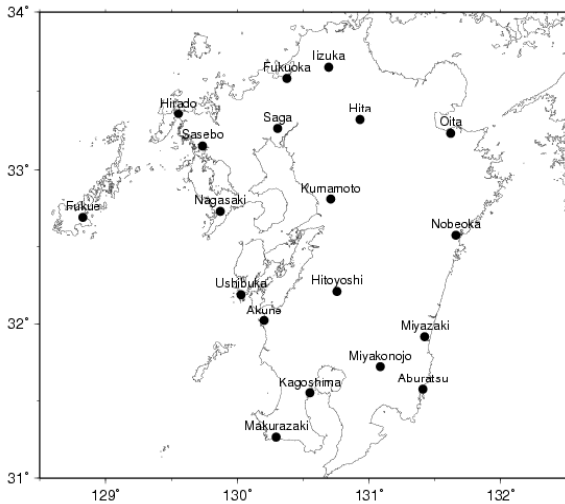 34°
Iizuka
Fukuoka
Hirado
Hita
Saga
Oita
Sasebo
33°
Kumamoto
Nagasaki
Fukue
Nobeoka
Hitoyoshi
Ushibuka
32°
Akune
Miyazaki
Miyakonojo
Kagoshima
Aburatsu
Makurazaki
31°
129° 130° 131° 132°